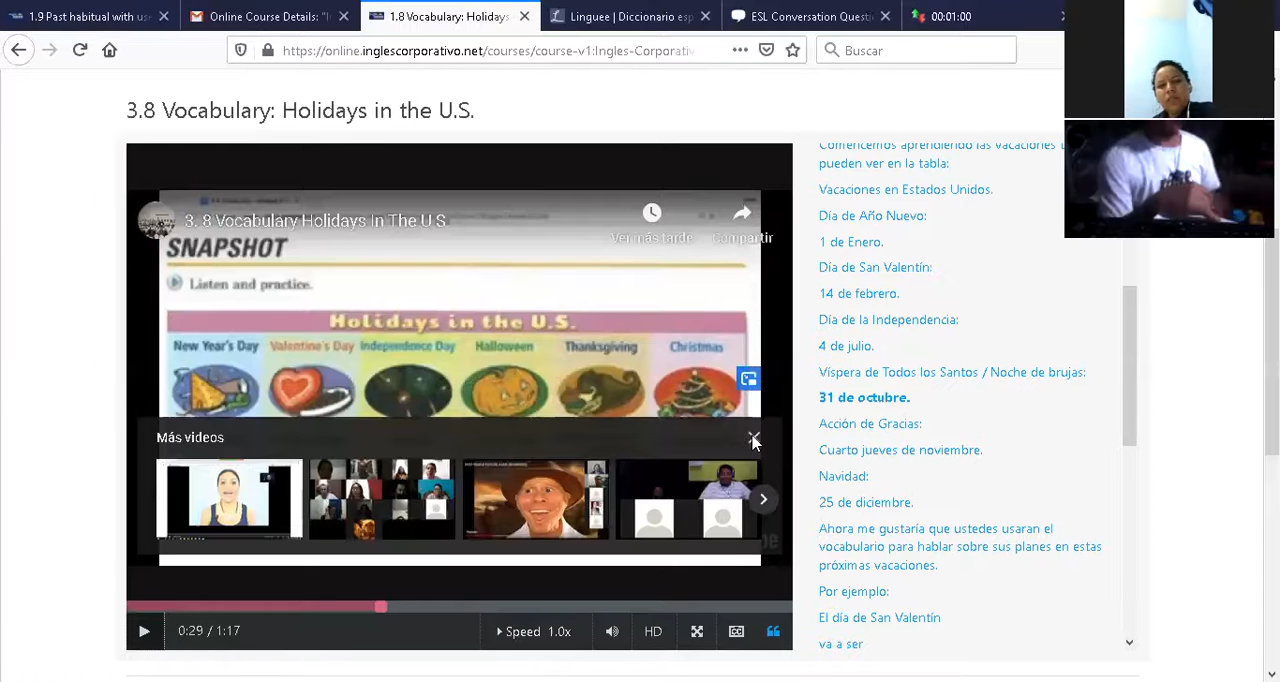 1.9 Past habitual with us
Online Course Details: "I
1.8 Vocabulary: Holidays
Linguee | Diccionario esp
ESL Conversation Questi
00:01:00
https://online.inglescorporativo.net/courses/course-v1:Ingles-Corporativ
Buscar
3.8 Vocabulary: Holidays in the U.S.
3. 8 Vocabulary Holidays In The U S
Ver más tarde
Compartir
SNAPSHOT
Listen and practice.
Holidays in the U.S.
New Year's Day
Valentine's Day
Independence Day
Halloween
Thanksgiving
Christmas
Más videos
0:29 / 1:17
Speed 1.0x
HD
Comencemos aprendiendo las vacaciones
pueden ver en la tabla:
Vacaciones en Estados Unidos.
Día de Año Nuevo:
1 de Enero.
Día de San Valentín:
14 de febrero.
Día de la Independencia:
4 de julio.
Víspera de Todos los Santos / Noche de brujas:
31 de octubre.
Acción de Gracias:
Cuarto jueves de noviembre.
Navidad:
25 de diciembre.
Ahora me gustaría que ustedes usaran el
vocabulario para hablar sobre sus planes en estas
próximas vacaciones.
Por ejemplo:
El día de San Valentín
va a ser